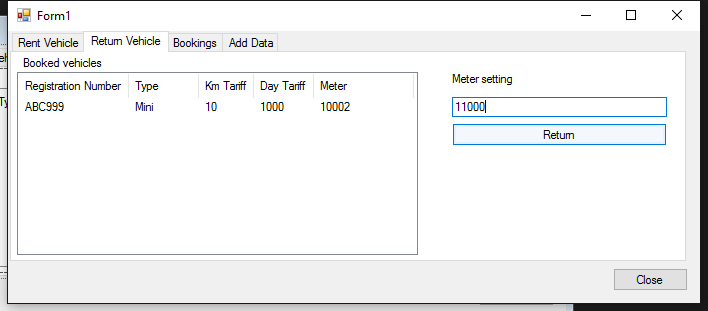 Form1
Rent Vehicle Return Vehicle Bookings Add Data
Booked vehicles
Registration Number Type Km Tariff Day Tariff Meter
ABC999 Mini 10 1000 10002
Meter setting
11000
Return
Close